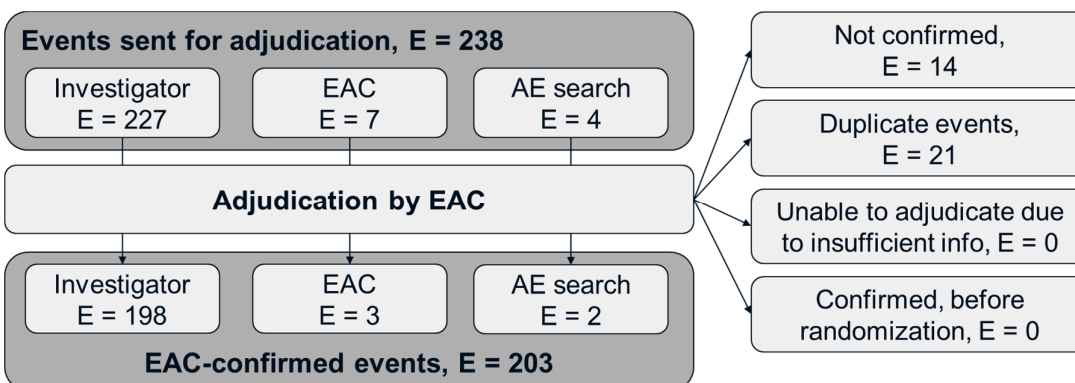 Events sent for adjudication, E = 238
Investigator
E = 227
EAC
E = 7
AE search
E = 4
Adjudication by EAC
Investigator
E = 198
EAC
E = 3
AE search
E = 2
EAC-confirmed events, E = 203
Not confirmed,
E = 14
Duplicate events,
E = 21
Unable to adjudicate due
to insufficient info, E = 0
Confirmed, before
randomization, E = 0